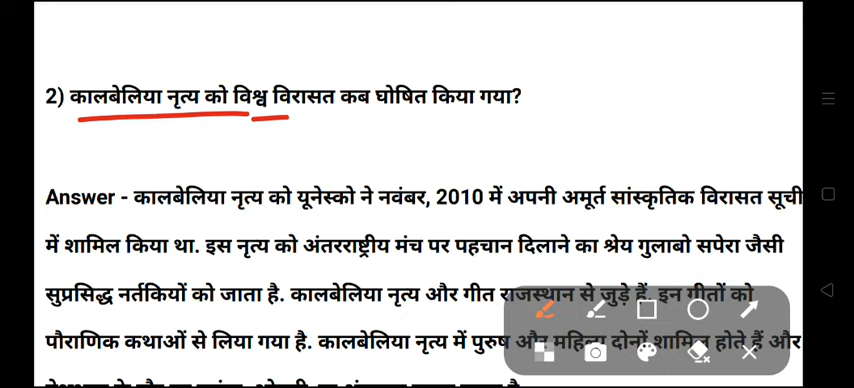 2) कालबेलिया नृत्य को विश्व विरासत कब घोषित किया गया?
Answer - कालबेलिया नृत्य को यूनेस्को ने नवंबर, 2010 में अपनी अमूर्त सांस्कृतिक विरासत सूची
में शामिल किया था. इस नृत्य को अंतरराष्ट्रीय मंच पर पहचान दिलाने का श्रेय गुलाबो सपेरा जैसी
सुप्रसिद्ध नर्तकियों को जाता है. कालबेलिया नृत्य और गीत राजस्थान से जुड़े हैं. इन गीतों को
पौराणिक कथाओं से लिया गया है. कालबेलिया नृत्य में पुरुष और महिला दोनों शामिल होते हैं और